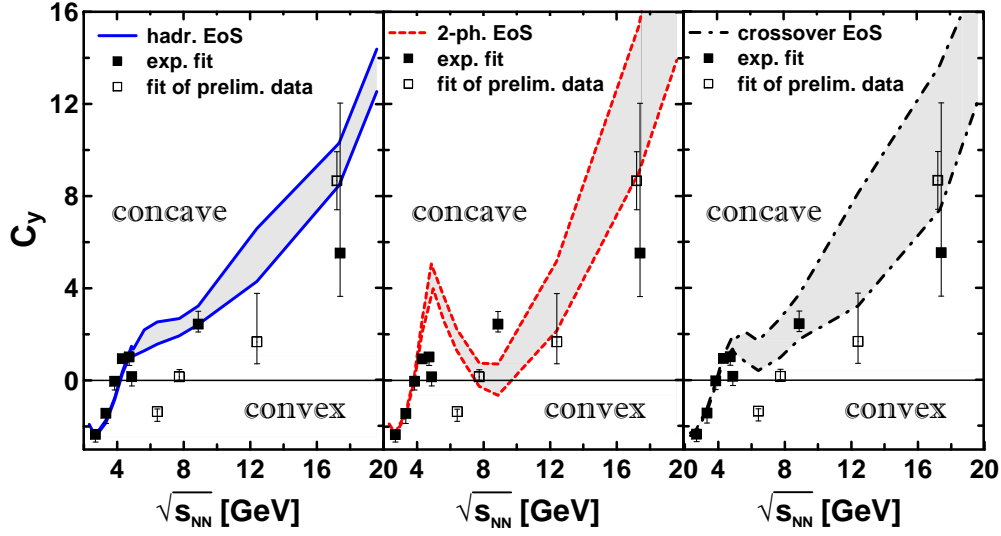 16
12
8
4
0
C_y
hadr. EoS
exp. fit
fit of prelim. data
concave
convex
4 8 12 16 20
√s_NN [GeV]
2-ph. EoS
exp. fit
fit of prelim. data
concave
convex
4 8 12 16 20
√s_NN [GeV]
crossover EoS
exp. fit
fit of prelim. data
concave
convex
4 8 12 16 20
√s_NN [GeV]